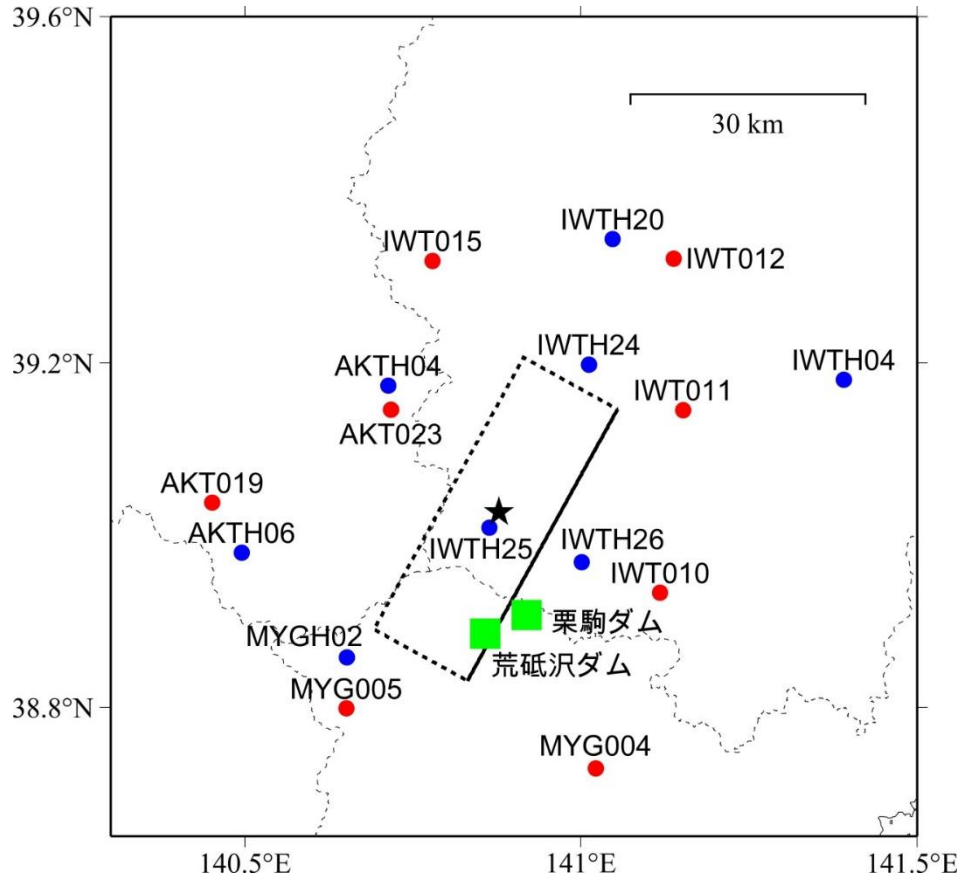 39.6°N
30 km
IWTH20
IWT015
IWT012
IWTH24
39.2°N
AKTH04
IWTH04
IWT011
AKT023
AKT019
AKTH06
IWTH25
IWTH26
IWT010
栗駒ダム
MYGH02
荒砥沢ダム
MYG005
38.8°N
MYG004
140.5°E
141°E
141.5°E